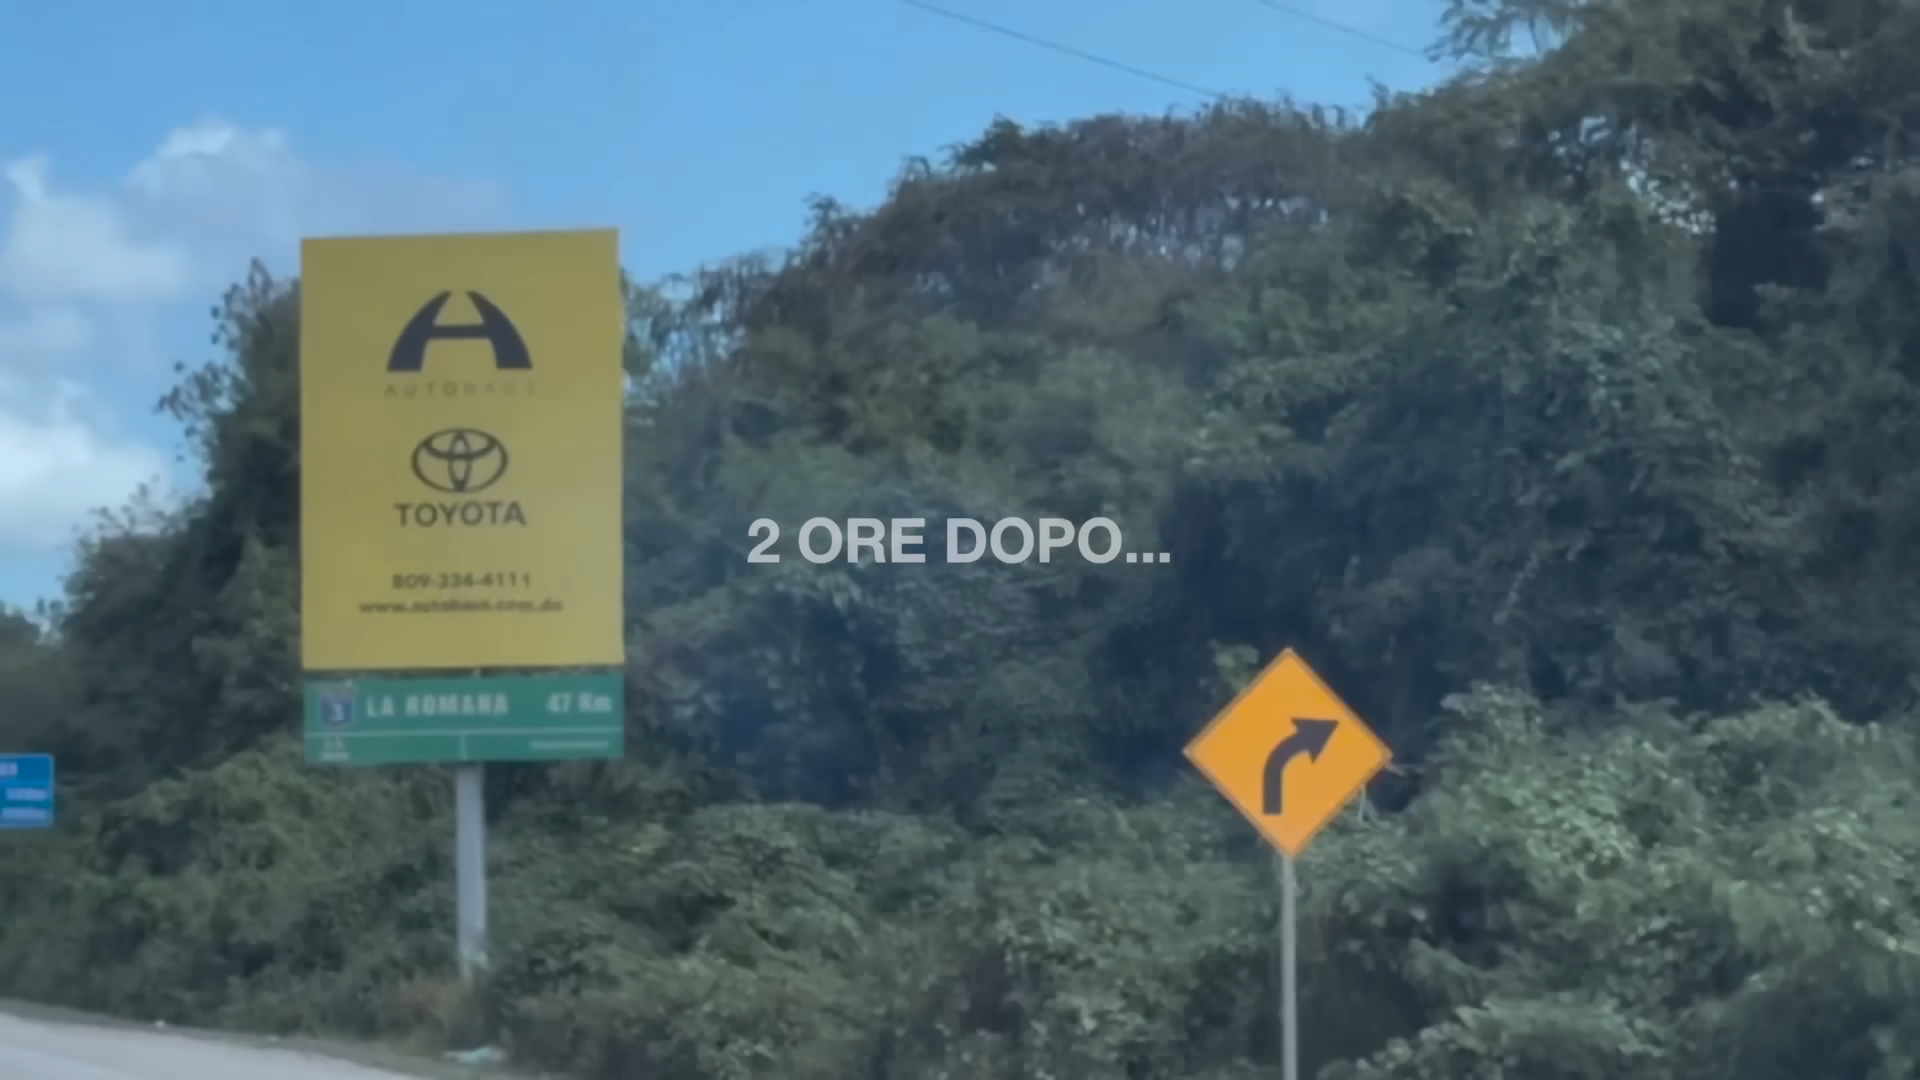 AUTOHAUS
TOYOTA
809-334-4111
www.autohaus.com.do
3 LA ROMANA 47 Km
2 ORE DOPO...